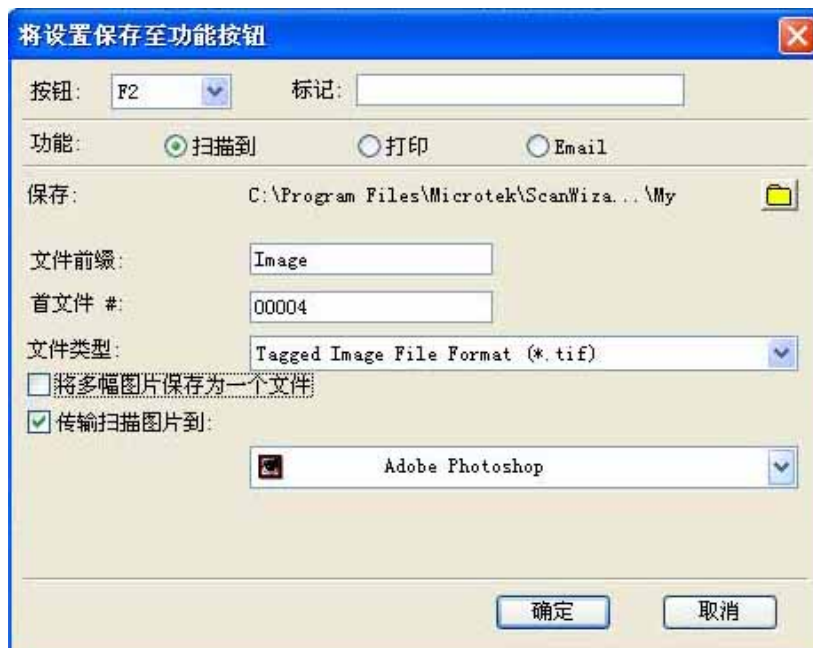 将设置保存至功能按钮
按钮: F2 标记:
功能: 扫描到 打印 Email
保存: C:\Program Files\Microtek\ScanWiza...\My
文件前缀: Image
首文件 #: 00004
文件类型: Tagged Image File Format (*.tif)
将多幅图片保存为一个文件
传输扫描图片到:
Adobe Photoshop
确定 取消